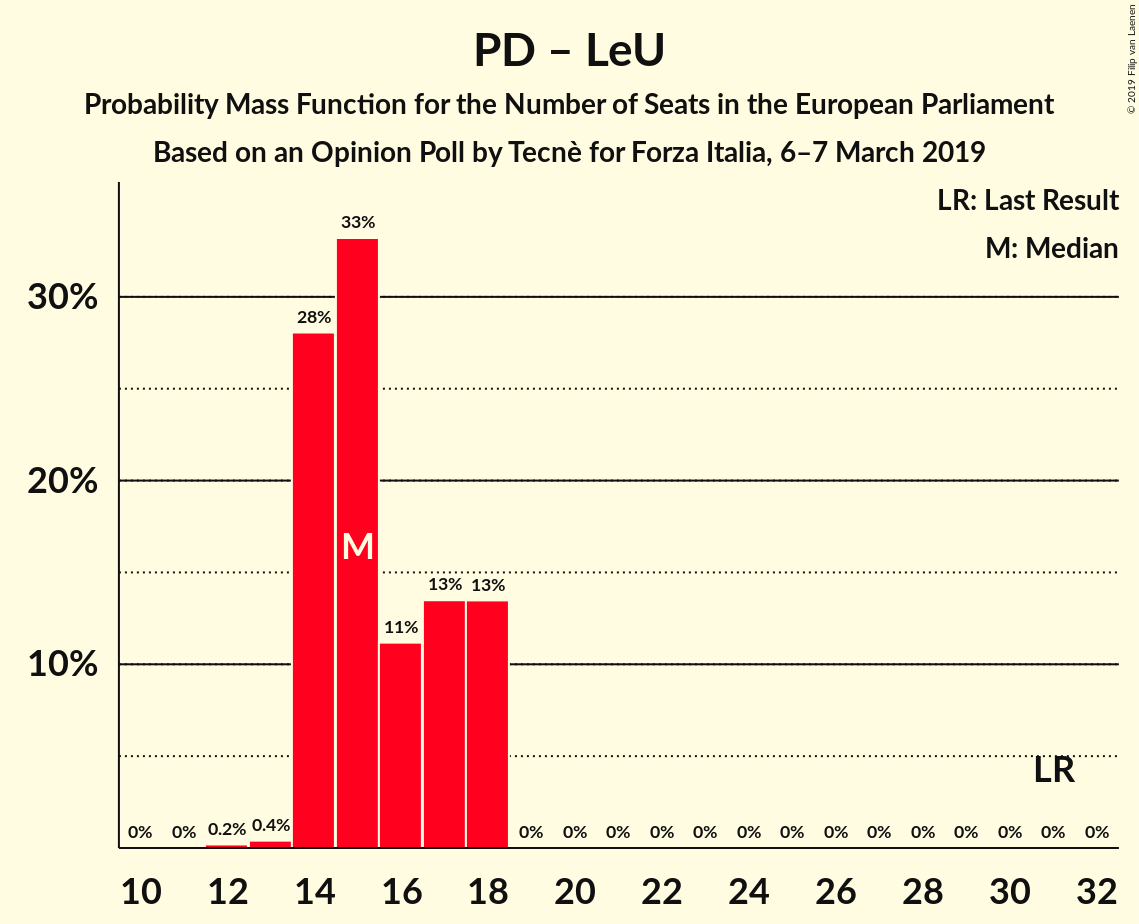 PD – LeU
Probability Mass Function for the Number of Seats in the European Parliament
Based on an Opinion Poll by Tecnè for Forza Italia, 6–7 March 2019
© 2019 Filip van Laenen
LR: Last Result
M: Median
33%
30%
28%
20%
M
13% 13%
11%
10%
LR
0% 0% 0.2% 0.4% 0% 0% 0% 0% 0% 0% 0% 0% 0% 0% 0% 0% 0% 0%
10 12 14 16 18 20 22 24 26 28 30 32